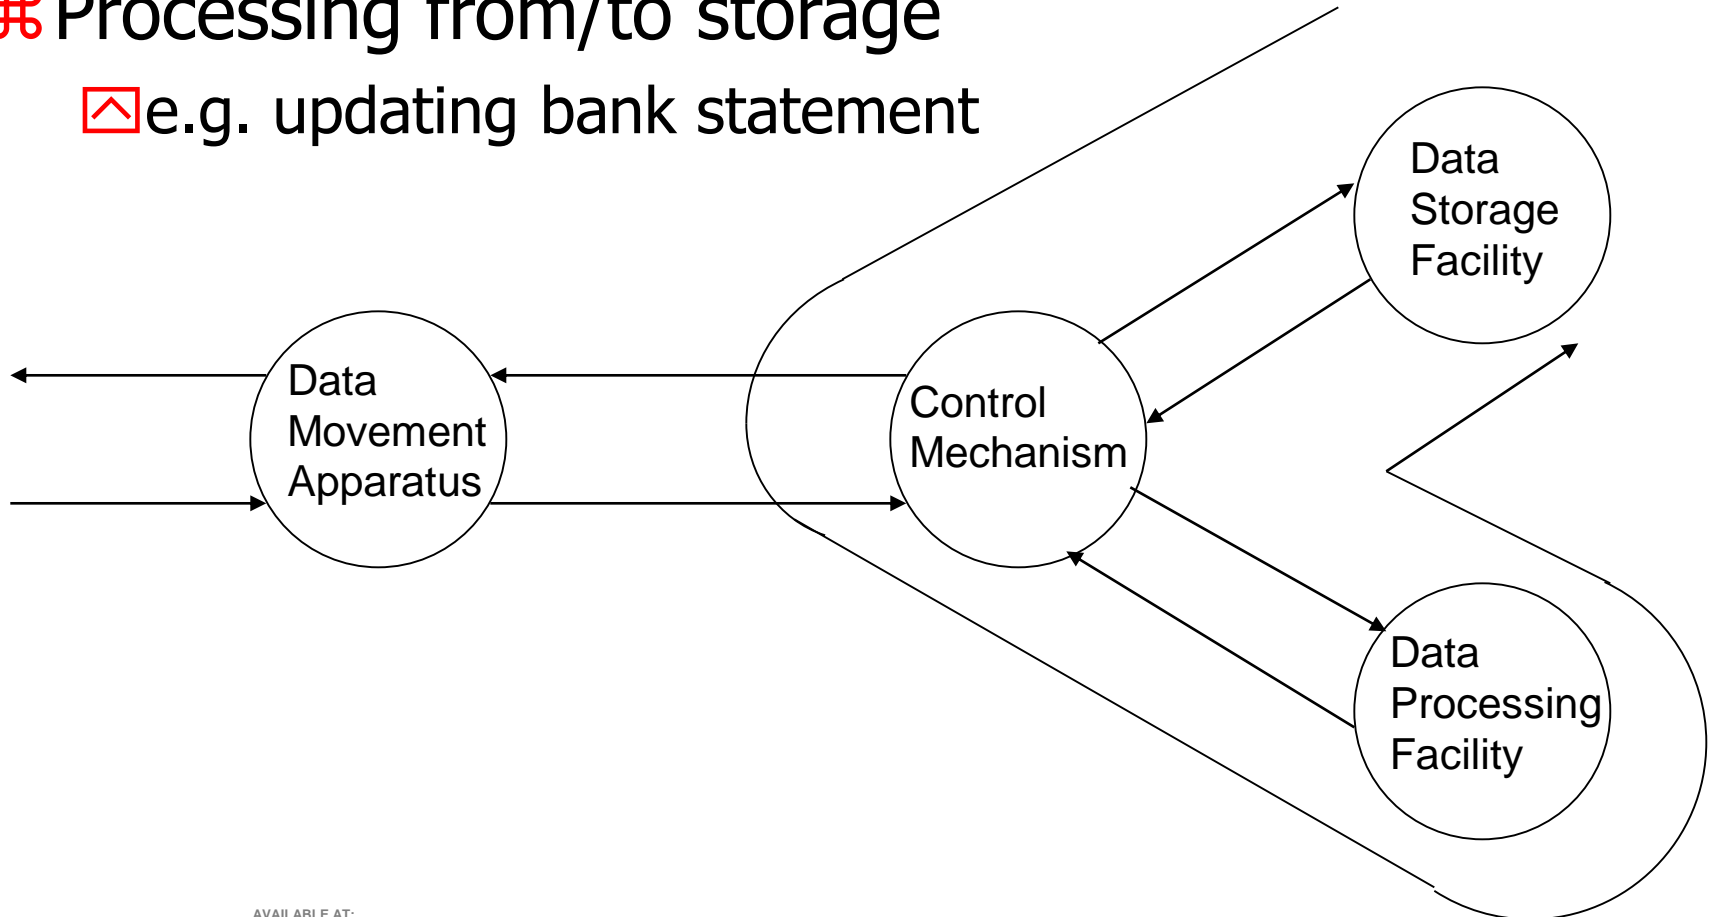 Processing from/to storage
e.g. updating bank statement
Data
Storage
Facility
Data
Movement
Apparatus
Control
Mechanism
Data
Processing
Facility
AVAILABLE AT: